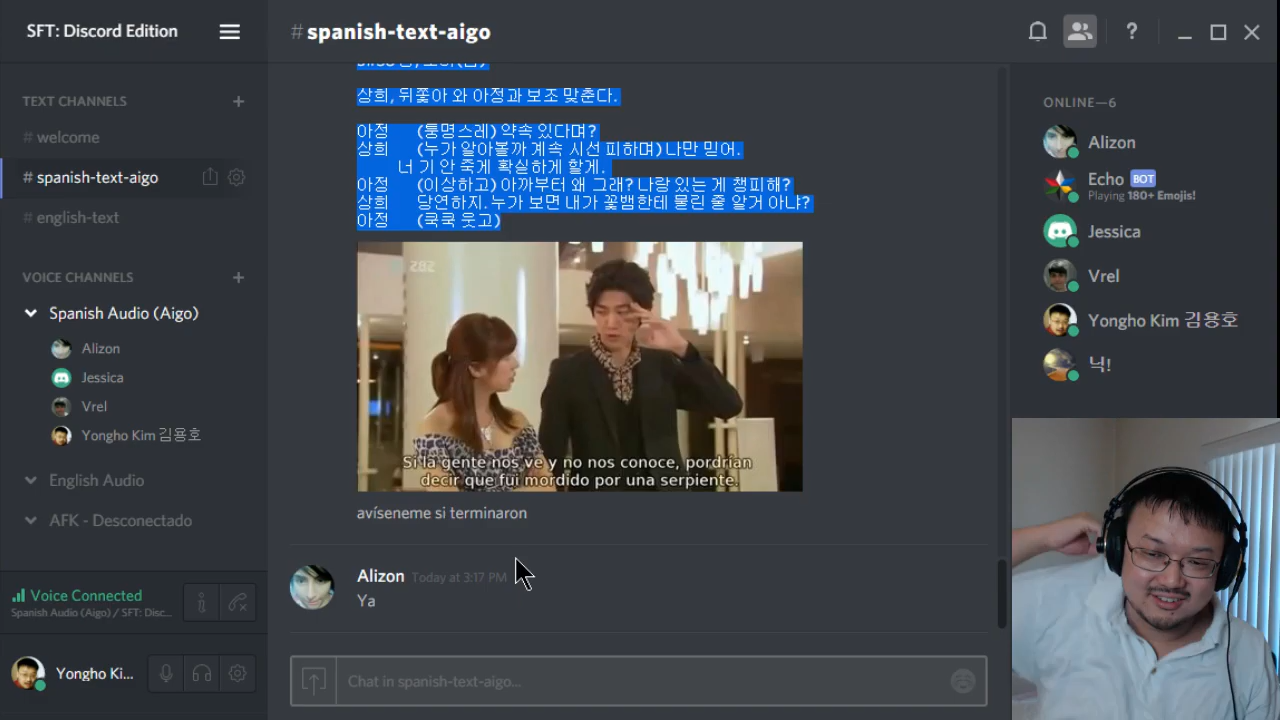 SFT: Discord Edition
#spanish-text-aigo
TEXT CHANNELS
# welcome
# spanish-text-aigo
# english-text
VOICE CHANNELS
Spanish Audio (Aigo)
Alizon
Jessica
Vrel
Yongho Kim 김용호
English Audio
AFK - Desconectado
Voice Connected
Spanish Audio (Aigo) / SFT: Disc...
Yongho Ki...
상희, 뒤쫓아 와 아정과 보조 맞춘다.
아정 (퉁명스레) 약속 있다며?
상희 (누가 알아볼까 계속 시선 피하며) 나만 믿어.
너 기 안 죽게 확실하게 할게.
아정 (이상하고) 아까부터 왜 그래? 나랑 있는 게 챙피해?
상희 당연하지. 누가 보면 내가 꽃뱀한테 물린 줄 알거 아냐?
아정 (쿡쿡 웃고)
Si la gente nos ve y no nos conoce, pordrían
decir que fui mordido por una serpiente.
avíseneme si terminaron
Alizon Today at 3:17 PM
Ya
Chat in spanish-text-aigo...
ONLINE—6
Alizon
Echo BOT
Playing 180+ Emojis!
Jessica
Vrel
Yongho Kim 김용호
닉!